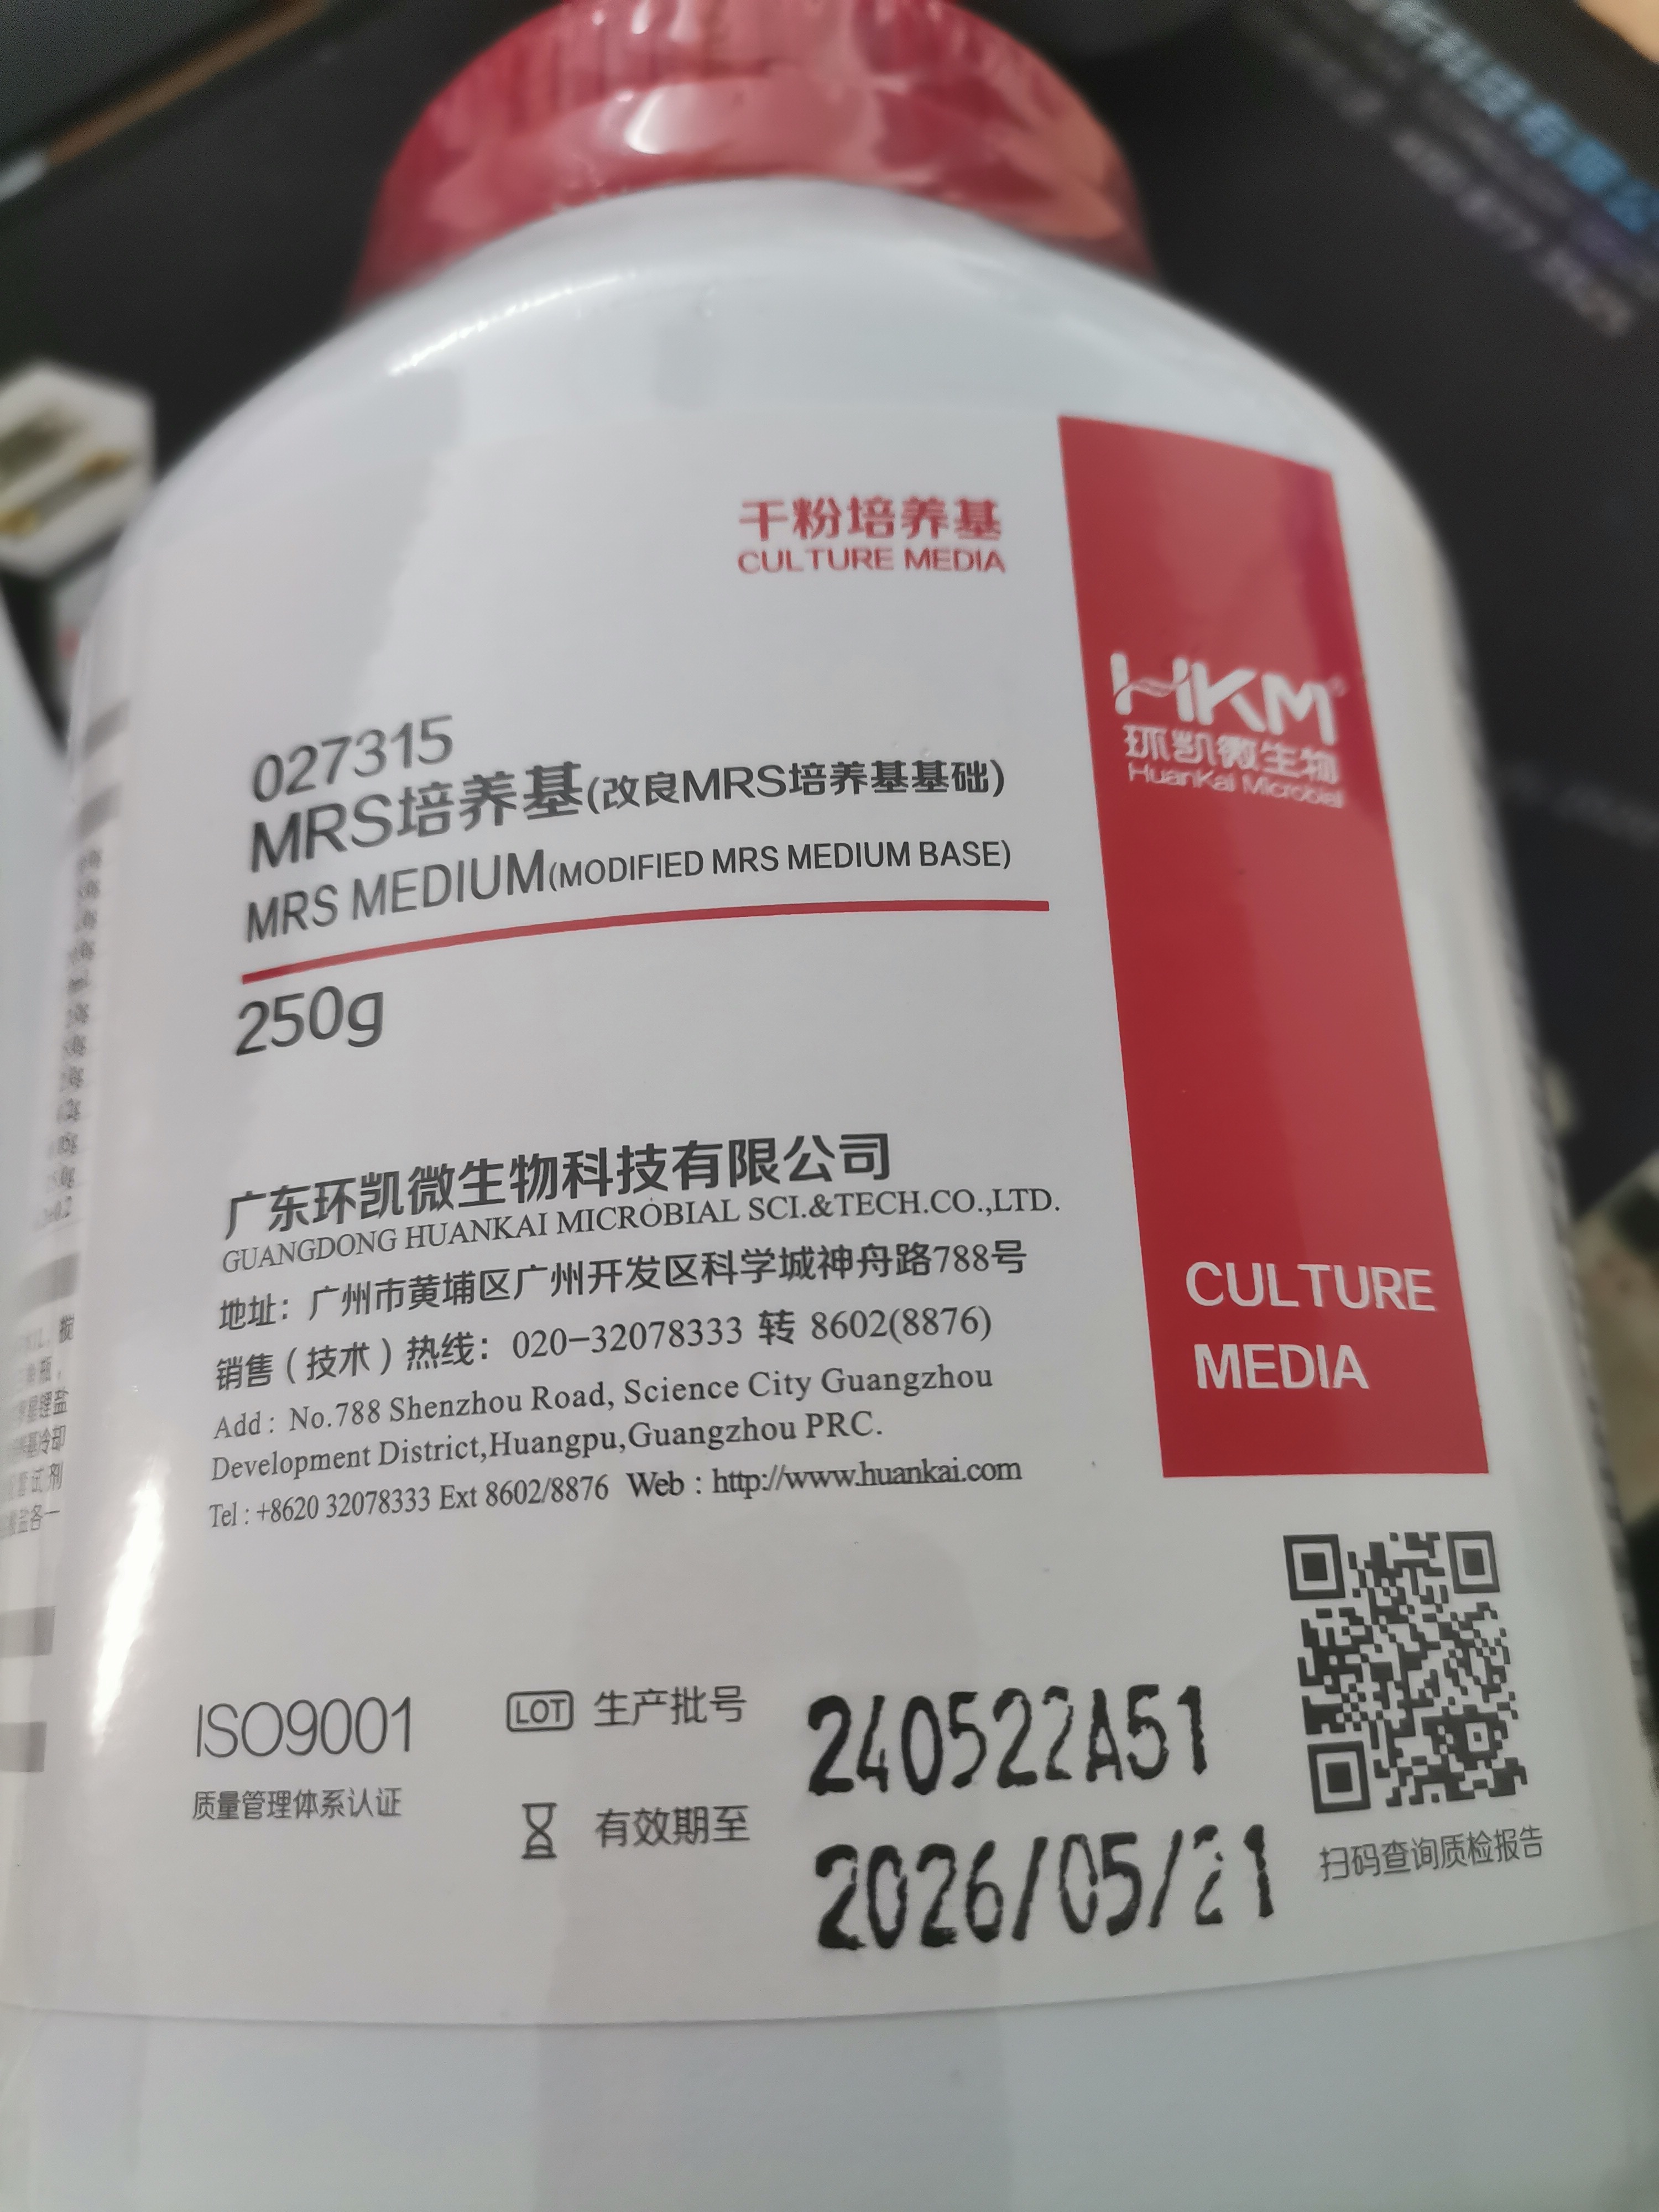 干粉培养基
CULTURE MEDIA
HKM®
环凯微生物
HuanKai Microbial
027315
MRS培养基(改良MRS培养基基础)
MRS MEDIUM(MODIFIED MRS MEDIUM BASE)
250g
广东环凯微生物科技有限公司
GUANGDONG HUANKAI MICROBIAL SCI.&TECH.CO.,LTD.
地址：广州市黄埔区广州开发区科学城神舟路788号
销售（技术）热线：020-32078333 转 8602(8876)
Add : No.788 Shenzhou Road, Science City Guangzhou
Development District,Huangpu,Guangzhou PRC.
Tel : +8620 32078333 Ext 8602/8876 Web : http://www.huankai.com
CULTURE
MEDIA
ISO9001
质量管理体系认证
LOT 生产批号 240522A51
有效期至 2026/05/21
扫码查询质检报告